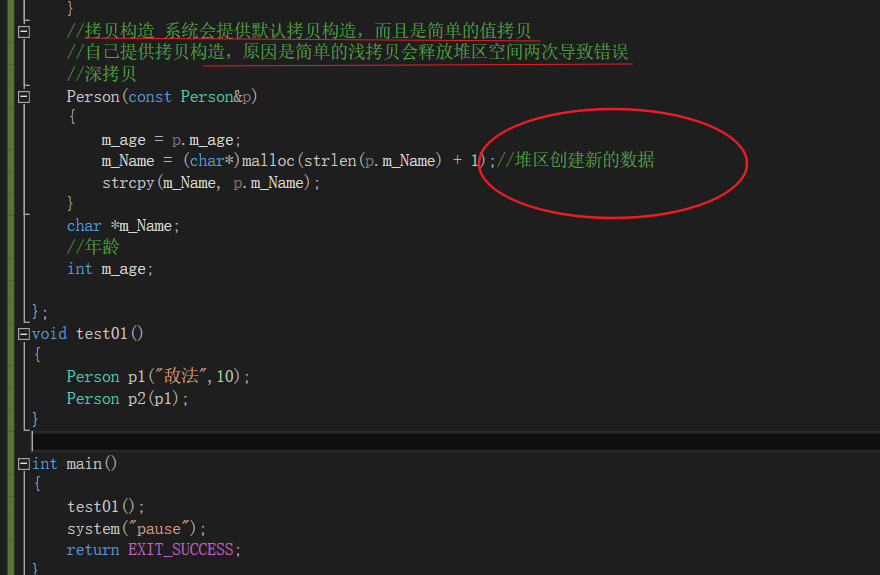 }
//拷贝构造 系统会提供默认拷贝构造，而且是简单的值拷贝
//自己提供拷贝构造，原因是简单的浅拷贝会释放堆区空间两次导致错误
//深拷贝
Person(const Person&p)
{
m_age = p.m_age;
m_Name = (char*)malloc(strlen(p.m_Name) + 1);//堆区创建新的数据
strcpy(m_Name, p.m_Name);
}
char *m_Name;
//年龄
int m_age;
};
void test01()
{
Person p1("敌法",10);
Person p2(p1);
}
int main()
{
test01();
system("pause");
return EXIT_SUCCESS;
}